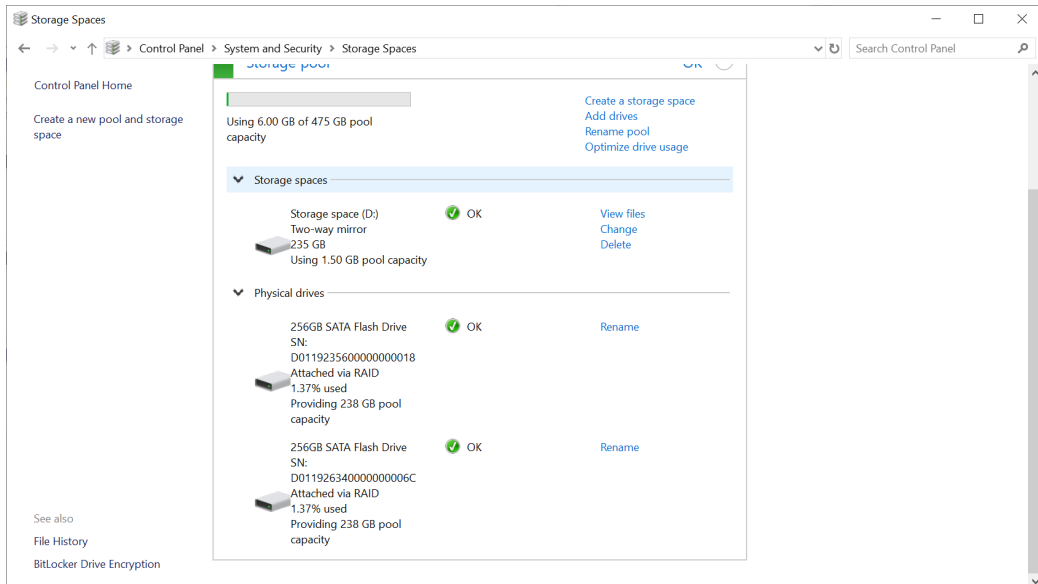 Storage Spaces
Control Panel > System and Security > Storage Spaces
Search Control Panel
Control Panel Home
Create a new pool and storage
space
See also
File History
BitLocker Drive Encryption
Storage pool
OK
Using 6.00 GB of 475 GB pool
capacity
Create a storage space
Add drives
Rename pool
Optimize drive usage
Storage spaces
Storage space (D:)
Two-way mirror
235 GB
Using 1.50 GB pool capacity
OK
View files
Change
Delete
Physical drives
256GB SATA Flash Drive
SN:
D0119235600000000018
Attached via RAID
1.37% used
Providing 238 GB pool
capacity
OK
Rename
256GB SATA Flash Drive
SN:
D011926340000000006C
Attached via RAID
1.37% used
Providing 238 GB pool
capacity
OK
Rename